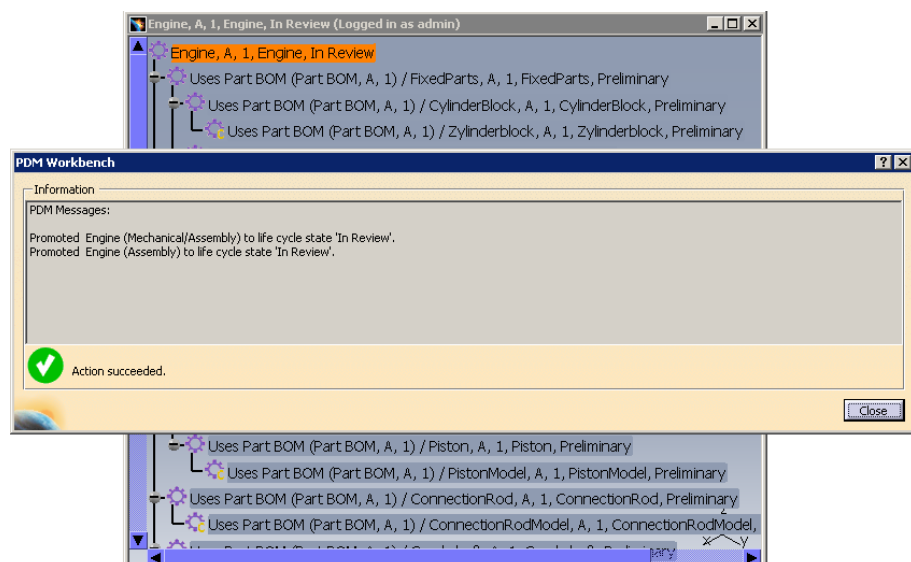 Engine, A, 1, Engine, In Review (Logged in as admin)
Engine, A, 1, Engine, In Review
Uses Part BOM (Part BOM, A, 1) / FixedParts, A, 1, FixedParts, Preliminary
Uses Part BOM (Part BOM, A, 1) / CylinderBlock, A, 1, CylinderBlock, Preliminary
Uses Part BOM (Part BOM, A, 1) / Zylinderblock, A, 1, Zylinderblock, Preliminary
PDM Workbench
Information
PDM Messages:
Promoted Engine (Mechanical/Assembly) to life cycle state 'In Review'.
Promoted Engine (Assembly) to life cycle state 'In Review'.
Action succeeded.
Close
Uses Part BOM (Part BOM, A, 1) / Piston, A, 1, Piston, Preliminary
Uses Part BOM (Part BOM, A, 1) / PistonModel, A, 1, PistonModel, Preliminary
Uses Part BOM (Part BOM, A, 1) / ConnectionRod, A, 1, ConnectionRod, Preliminary
Uses Part BOM (Part BOM, A, 1) / ConnectionRodModel, A, 1, ConnectionRodModel,
z
x y